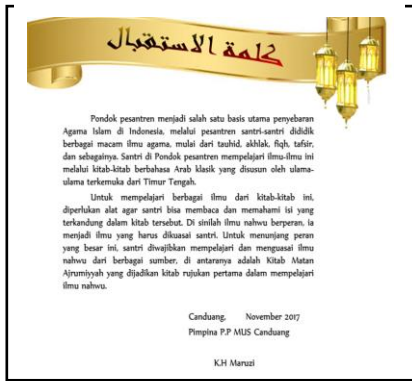 كلمة الاستقبال
Pondok pesantren menjadi salah satu basis utama penyebaran
Agama Islam di Indonesia, melalui pesantren santri-santri dididik
berbagai macam ilmu agama, mulai dari tauhid, akhlak, fiqh, tafsir,
dan sebagainya. Santri di Pondok pesantren mempelajari ilmu-ilmu ini
melalui kitab-kitab berbahasa Arab klasik yang disusun oleh ulama-
ulama terkemuka dari Timur Tengah.
Untuk mempelajari berbagai ilmu dari kitab-kitab ini,
diperlukan alat agar santri bisa membaca dan memahami isi yang
terkandung dalam kitab tersebut. Di sinilah ilmu nahwu berperan, ia
menjadi ilmu yang harus dikuasai santri. Untuk menunjang peran
yang besar ini, santri diwajibkan mempelajari dan menguasai ilmu
nahwu dari berbagai sumber, di antaranya adalah Kitab Matan
Ajrumiyyah yang dijadikan kitab rujukan pertama dalam mempelajari
ilmu nahwu.
Canduang, November 2017
Pimpina P.P MUS Canduang
K.H Maruzi